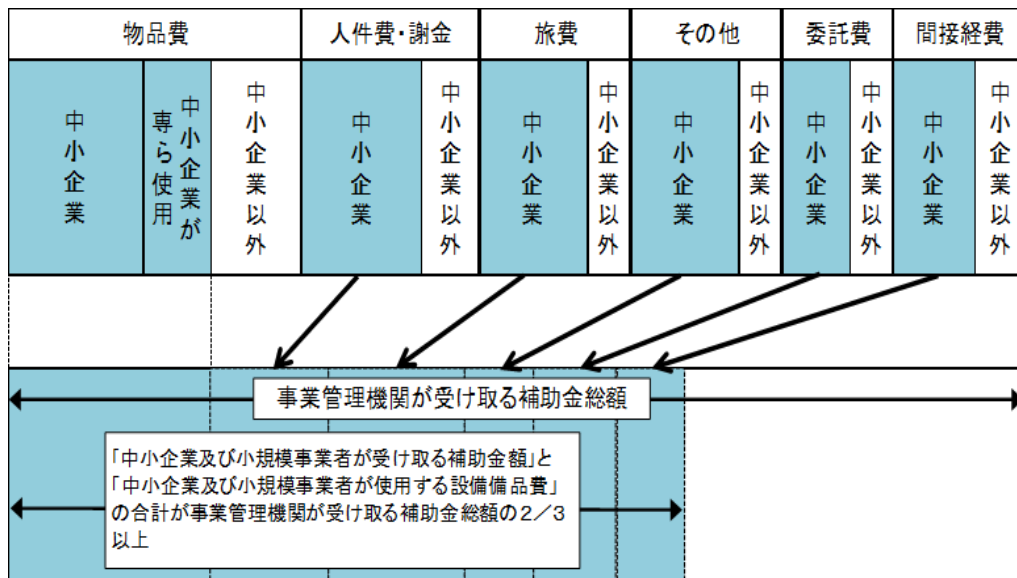 物品費
人件費・謝金
旅費
その他
委託費
間接経費
中小企業
中小企業が
専ら使用
中小企業以外
中小企業
中小企業以外
中小企業
中小企業以外
中小企業
中小企業以外
中小企業
中小企業以外
中小企業
中小企業以外
事業管理機関が受け取る補助金総額
「中小企業及び小規模事業者が受け取る補助金額」と
「中小企業及び小規模事業者が使用する設備備品費」
の合計が事業管理機関が受け取る補助金総額の2／3
以上